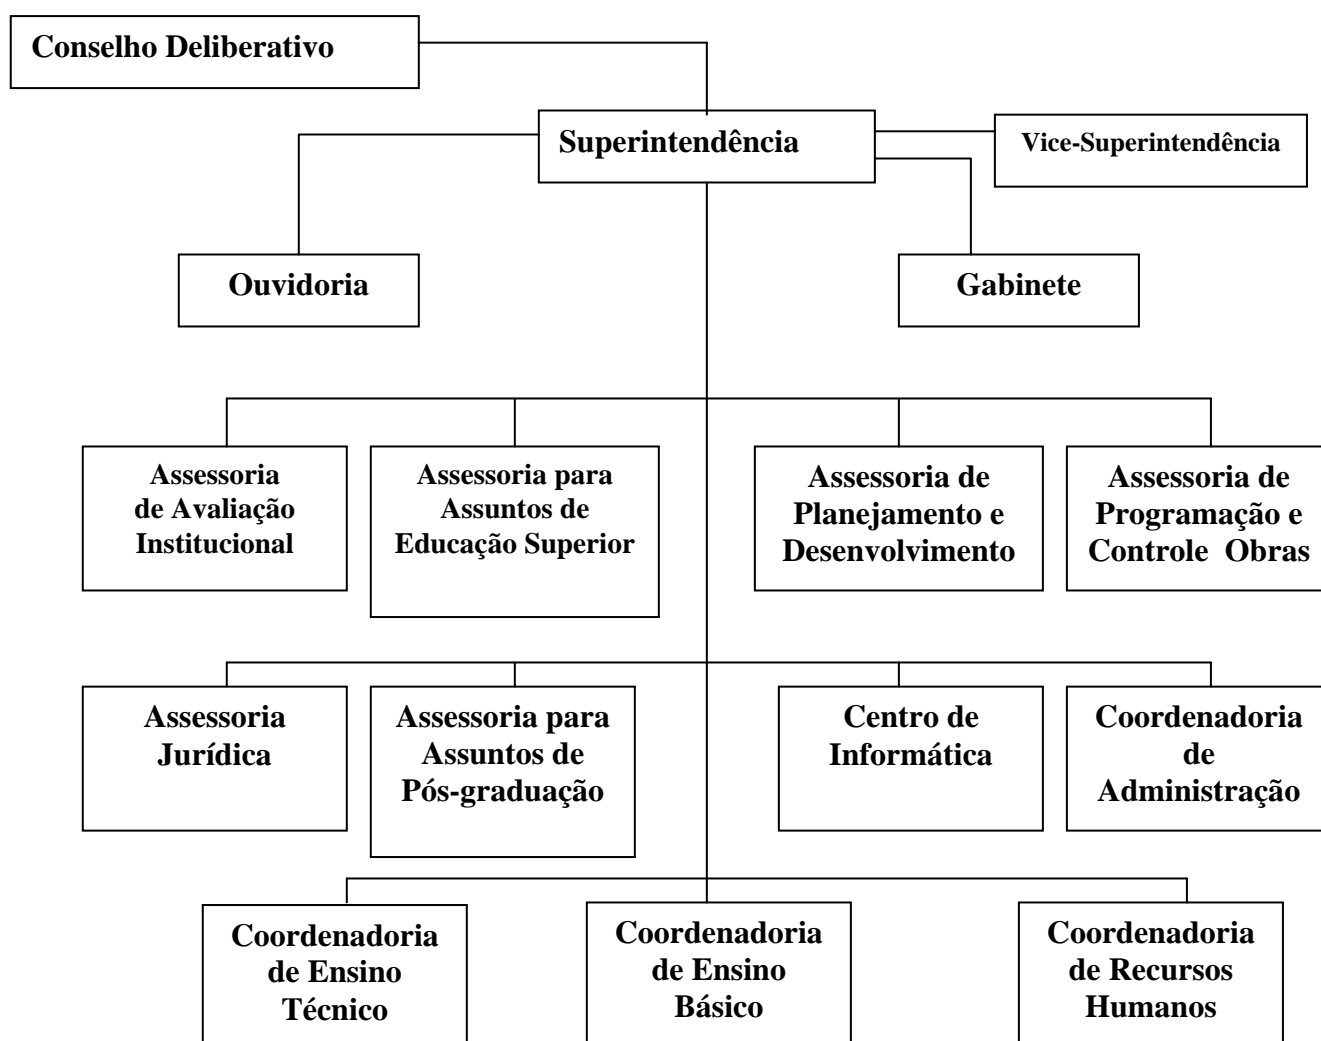 Conselho Deliberativo
Superintendência
Vice-Superintendência
Ouvidoria
Gabinete
Assessoria
de Avaliação
Institucional
Assessoria para
Assuntos de
Educação Superior
Assessoria de
Planejamento e
Desenvolvimento
Assessoria de
Programação e
Controle Obras
Assessoria
Jurídica
Assessoria para
Assuntos de
Pós-graduação
Centro de
Informática
Coordenadoria
de
Administração
Coordenadoria
de Ensino
Técnico
Coordenadoria
de Ensino
Básico
Coordenadoria
de Recursos
Humanos